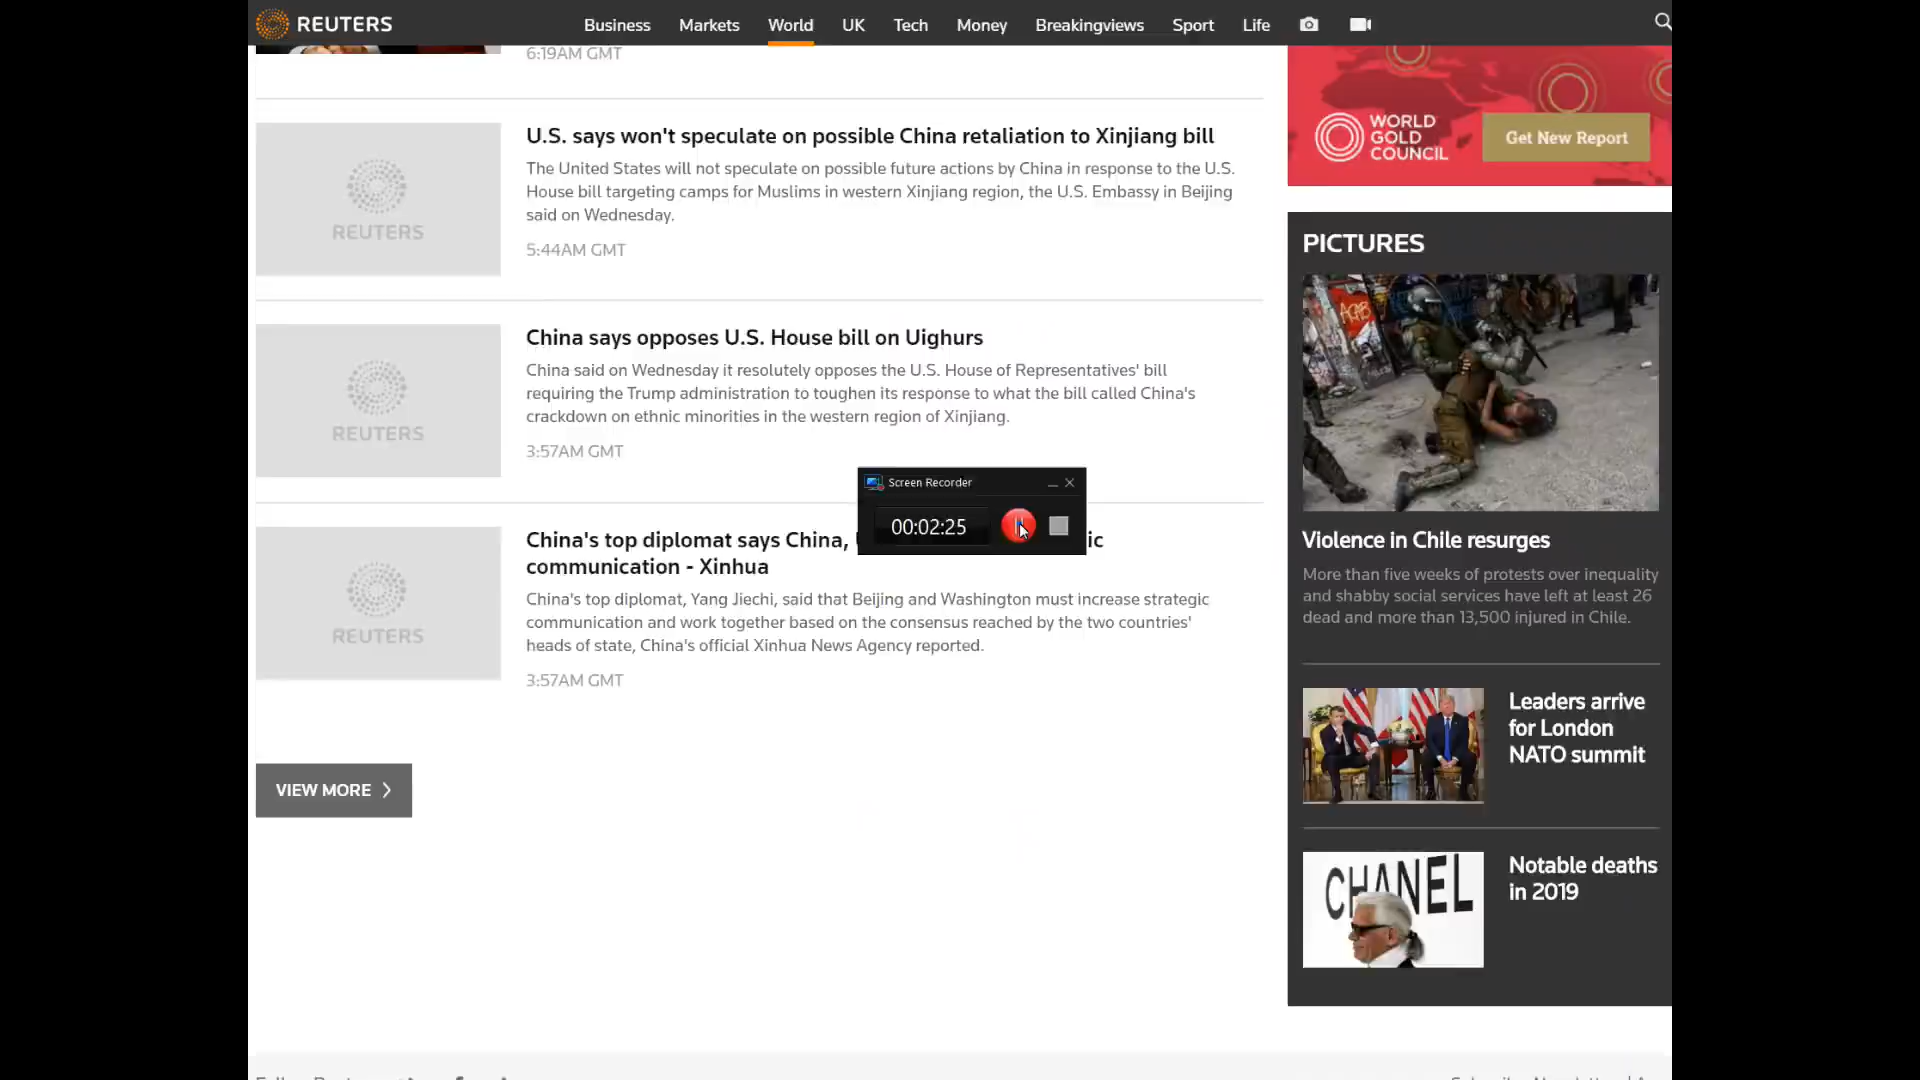 REUTERS
Business Markets World UK Tech Money Breakingviews Sport Life
6:19AM GMT
U.S. says won't speculate on possible China retaliation to Xinjiang bill
The United States will not speculate on possible future actions by China in response to the U.S.
House bill targeting camps for Muslims in western Xinjiang region, the U.S. Embassy in Beijing
said on Wednesday.
5:44AM GMT
REUTERS
China says opposes U.S. House bill on Uighurs
China said on Wednesday it resolutely opposes the U.S. House of Representatives' bill
requiring the Trump administration to toughen its response to what the bill called China's
crackdown on ethnic minorities in the western region of Xinjiang.
3:57AM GMT
REUTERS
Screen Recorder
00:02:25
China's top diplomat says China, ic
communication - Xinhua
China's top diplomat, Yang Jiechi, said that Beijing and Washington must increase strategic
communication and work together based on the consensus reached by the two countries'
heads of state, China's official Xinhua News Agency reported.
3:57AM GMT
REUTERS
VIEW MORE
WORLD
GOLD
COUNCIL
Get New Report
PICTURES
ACAB
Violence in Chile resurges
More than five weeks of protests over inequality
and shabby social services have left at least 26
dead and more than 13,500 injured in Chile.
Leaders arrive
for London
NATO summit
CHANEL
Notable deaths
in 2019